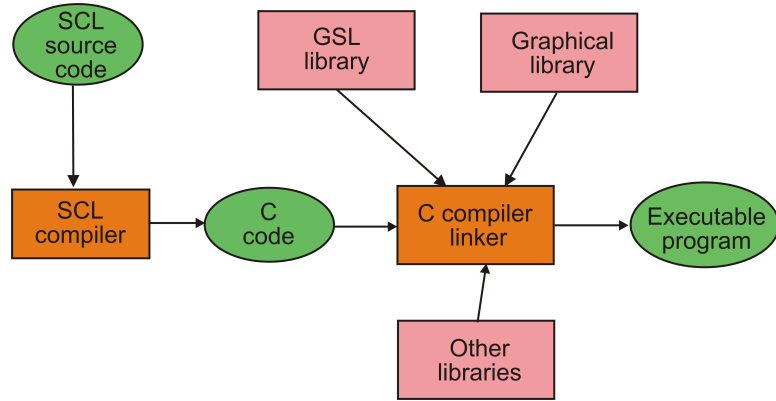 SCL
source
code
GSL
library
Graphical
library
SCL
compiler
C
code
C compiler
linker
Executable
program
Other
libraries